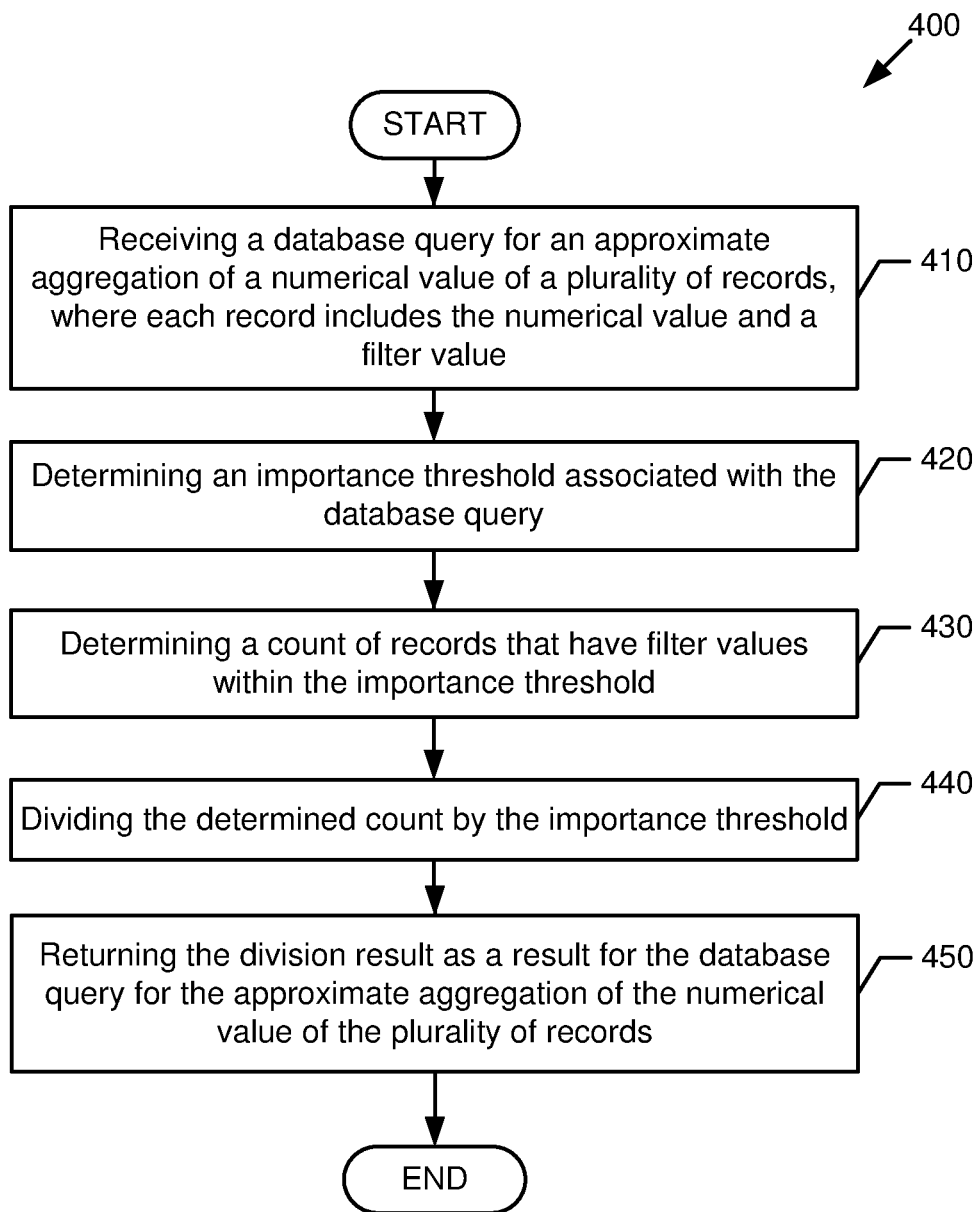 400
START
Receiving a database query for an approximate
aggregation of a numerical value of a plurality of records,
where each record includes the numerical value and a
filter value
410
Determining an importance threshold associated with the
database query
420
Determining a count of records that have filter values
within the importance threshold
430
Dividing the determined count by the importance threshold
440
Returning the division result as a result for the database
query for the approximate aggregation of the numerical
value of the plurality of records
450
END